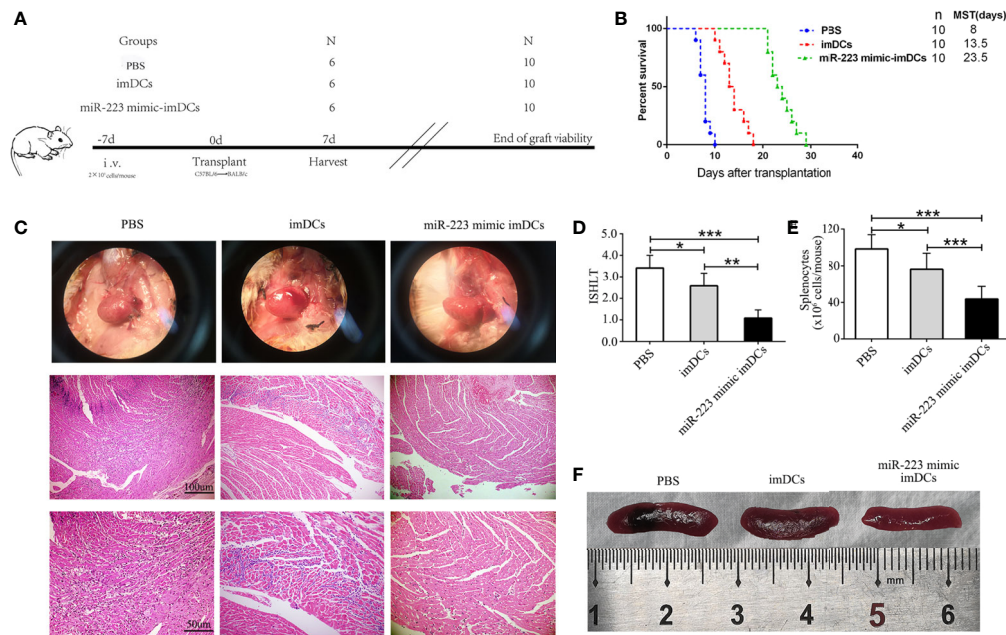 A
Groups N N
PBS 6 10
imDCs 6 10
miR-223 mimic-imDCs 6 10
-7d 0d 7d End of graft viability
i.v. Transplant Harvest
cells/mouse C57BL/6 BALB/c
B
n MST(days)
PBS 10 8
imDCs 10 13.5
miR-223 mimic-imDCs 10 23.5
Percent survival
100
50
0
0 20 40
Days after transplantation
C
PBS imDCs miR-223 mimic imDCs
100um
50um
D
***
*
**
ISHLT
4.0
3.0
2.0
1.0
0.0
PBS imDCs miR-223 mimic imDCs
E
***
*
***
Splenocytes
(x10⁶ cells/mouse)
120
80
40
0
PBS imDCs miR-223 mimic imDCs
F
PBS imDCs miR-223 mimic
imDCs
mm
1 2 3 4 5 6